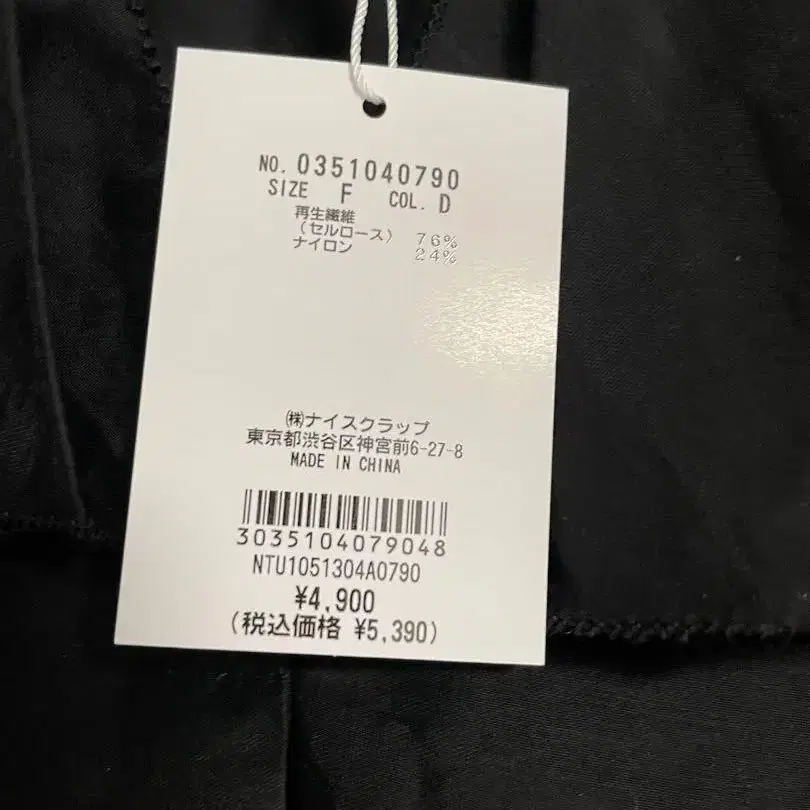 NO. 0351040790
SIZE F COL. D
再生繊維
(セルロース) 76%
ナイロン 24%
㈱ナイスクラップ
東京都渋谷区神宮前6-27-8
MADE IN CHINA
3035104079048
NTU1051304A0790
¥4,900
(税込価格 ¥5,390)